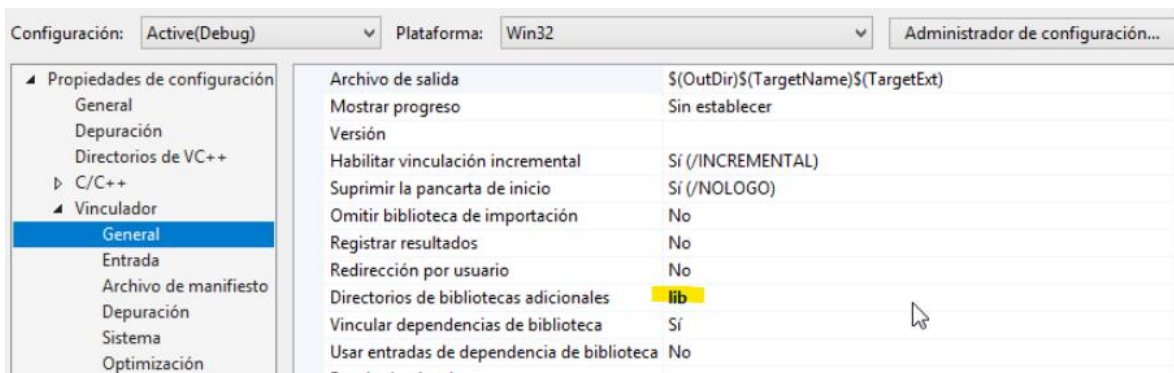 Configuración: Active(Debug) Plataforma: Win32 Administrador de configuración...
Propiedades de configuración
General
Depuración
Directorios de VC++
C/C++
Vinculador
General
Entrada
Archivo de manifiesto
Depuración
Sistema
Optimización
Archivo de salida $(OutDir)$(TargetName)$(TargetExt)
Mostrar progreso Sin establecer
Versión
Habilitar vinculación incremental Sí (/INCREMENTAL)
Suprimir la pancarta de inicio Sí (/NOLOGO)
Omitir biblioteca de importación No
Registrar resultados No
Redirección por usuario No
Directorios de bibliotecas adicionales lib
Vincular dependencias de biblioteca Sí
Usar entradas de dependencia de biblioteca No